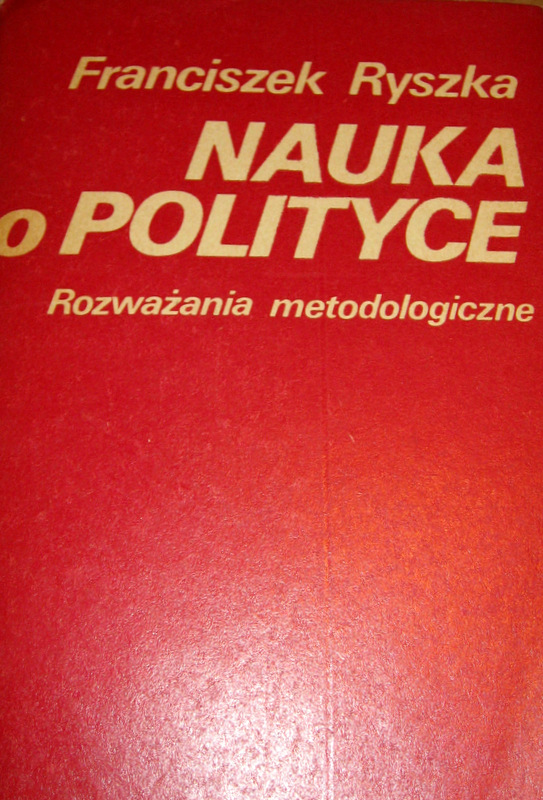 Franciszek Ryszka
NAUKA
o POLITYCE
Rozważania metodologiczne